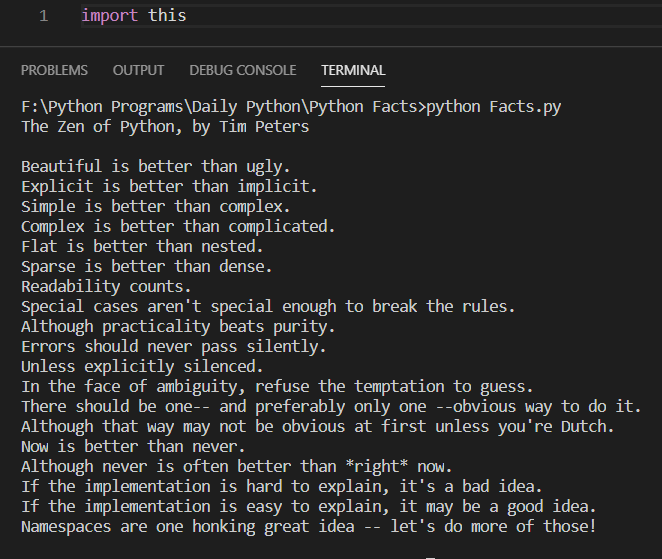 1 import this
PROBLEMS OUTPUT DEBUG CONSOLE TERMINAL
F:\Python Programs\Daily Python\Python Facts>python Facts.py
The Zen of Python, by Tim Peters
Beautiful is better than ugly.
Explicit is better than implicit.
Simple is better than complex.
Complex is better than complicated.
Flat is better than nested.
Sparse is better than dense.
Readability counts.
Special cases aren't special enough to break the rules.
Although practicality beats purity.
Errors should never pass silently.
Unless explicitly silenced.
In the face of ambiguity, refuse the temptation to guess.
There should be one-- and preferably only one --obvious way to do it.
Although that way may not be obvious at first unless you're Dutch.
Now is better than never.
Although never is often better than *right* now.
If the implementation is hard to explain, it's a bad idea.
If the implementation is easy to explain, it may be a good idea.
Namespaces are one honking great idea -- let's do more of those!